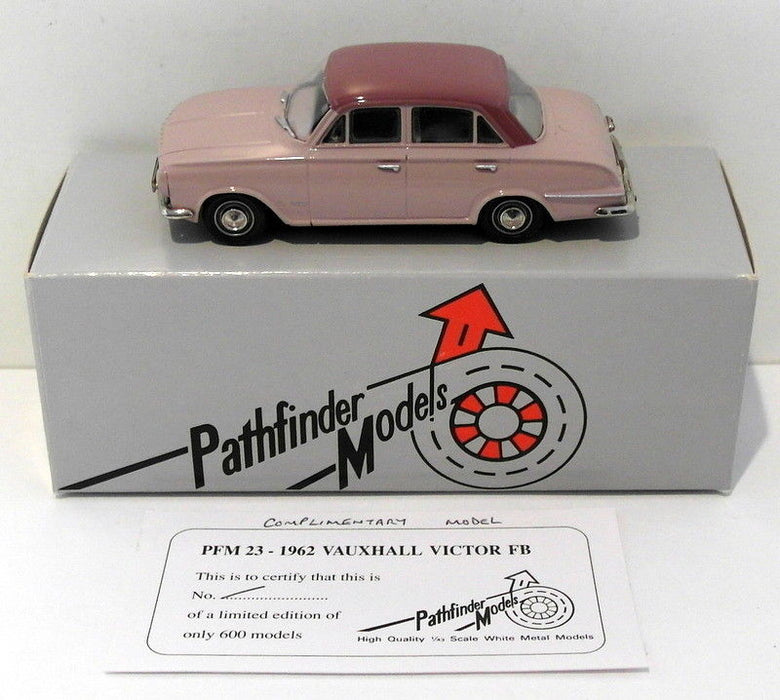 Pathfinder
Models
COMPLIMENTARY MODEL
PFM 23 - 1962 VAUXHALL VICTOR FB
This is to certify that this is
No. ........................
of a limited edition of
only 600 models
Pathfinder
Models
High Quality 1/43 Scale White Metal Models